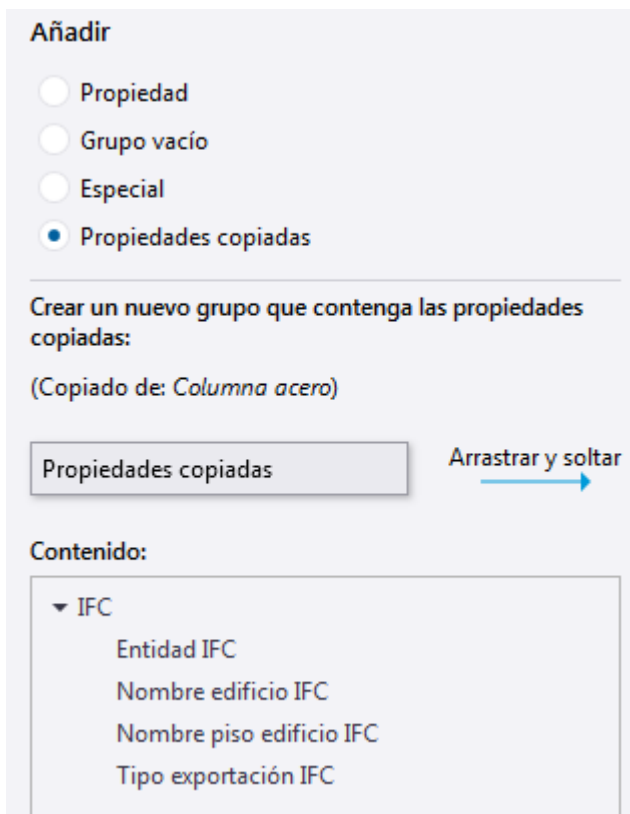 Añadir
Propiedad
Grupo vacío
Especial
Propiedades copiadas
Crear un nuevo grupo que contenga las propiedades
copiadas:
(Copiado de: Columna acero)
Propiedades copiadas
Arrastrar y soltar
Contenido:
IFC
Entidad IFC
Nombre edificio IFC
Nombre piso edificio IFC
Tipo exportación IFC